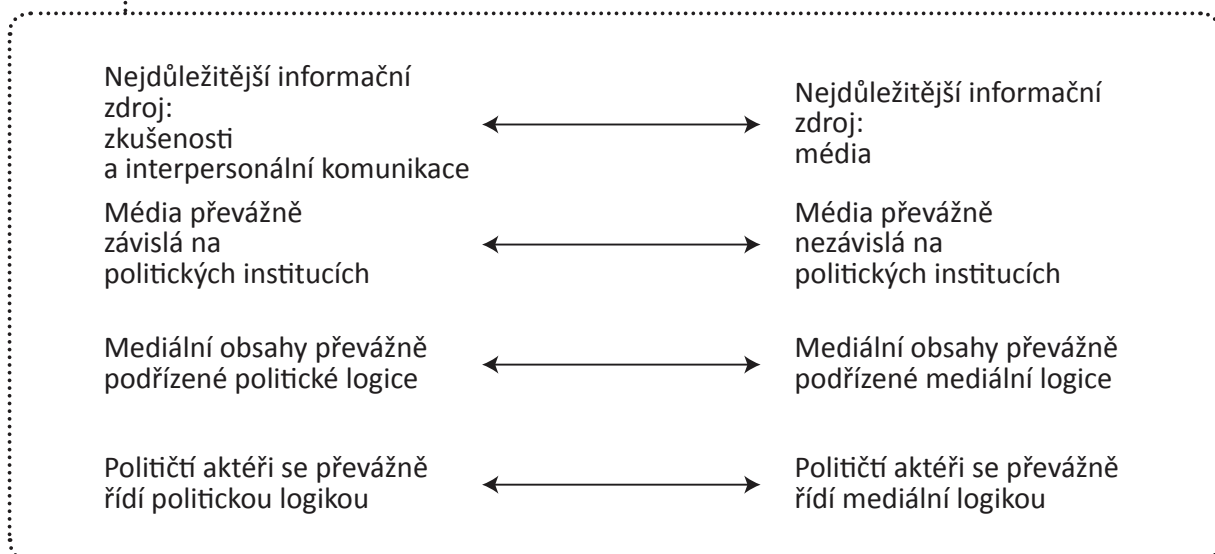 Nejdůležitější informační
zdroj:
zkušenosti
a interpersonální komunikace
Nejdůležitější informační
zdroj:
média
Média převážně
závislá na
politických institucích
Média převážně
nezávislá na
politických institucích
Mediální obsahy převážně
podřízené politické logice
Mediální obsahy převážně
podřízené mediální logice
Političtí aktéři se převážně
řídí politickou logikou
Političtí aktéři se převážně
řídí mediální logikou